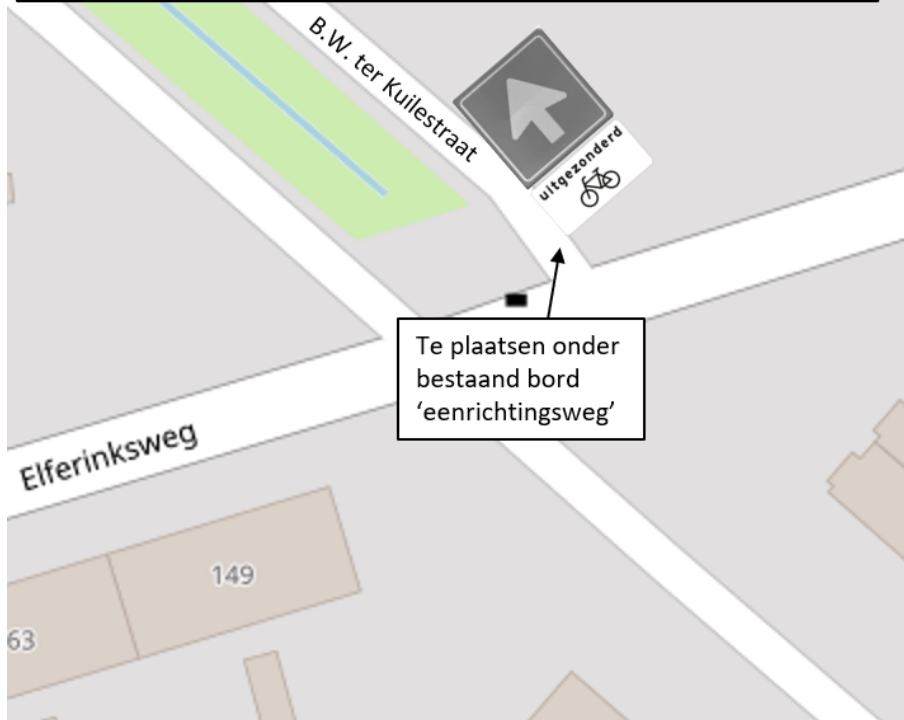 B.W. ter Kuilestraat
uitgezonderd
Te plaatsen onder
bestaand bord
‘eenrichtingsweg’
Elferinksweg
149
63